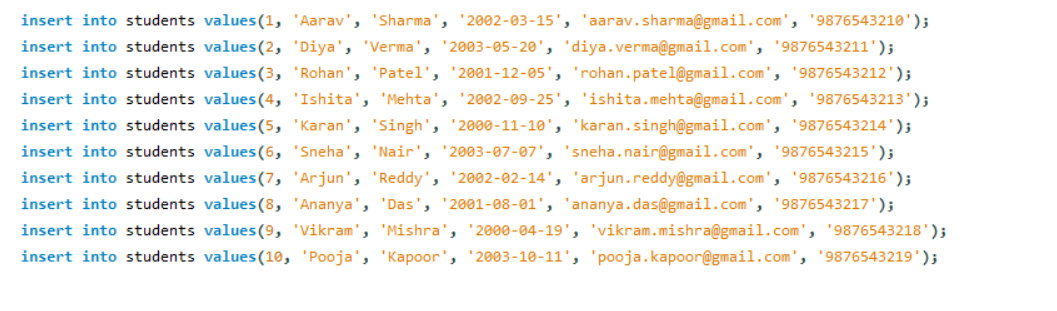 insert into students values(1, 'Aarav', 'Sharma', '2002-03-15', 'aarav.sharma@gmail.com', '9876543210');
insert into students values(2, 'Diya', 'Verma', '2003-05-20', 'diya.verma@gmail.com', '9876543211');
insert into students values(3, 'Rohan', 'Patel', '2001-12-05', 'rohan.patel@gmail.com', '9876543212');
insert into students values(4, 'Ishita', 'Mehta', '2002-09-25', 'ishita.mehta@gmail.com', '9876543213');
insert into students values(5, 'Karan', 'Singh', '2000-11-10', 'karan.singh@gmail.com', '9876543214');
insert into students values(6, 'Sneha', 'Nair', '2003-07-07', 'sneha.nair@gmail.com', '9876543215');
insert into students values(7, 'Arjun', 'Reddy', '2002-02-14', 'arjun.reddy@gmail.com', '9876543216');
insert into students values(8, 'Ananya', 'Das', '2001-08-01', 'ananya.das@gmail.com', '9876543217');
insert into students values(9, 'Vikram', 'Mishra', '2000-04-19', 'vikram.mishra@gmail.com', '9876543218');
insert into students values(10, 'Pooja', 'Kapoor', '2003-10-11', 'pooja.kapoor@gmail.com', '9876543219');